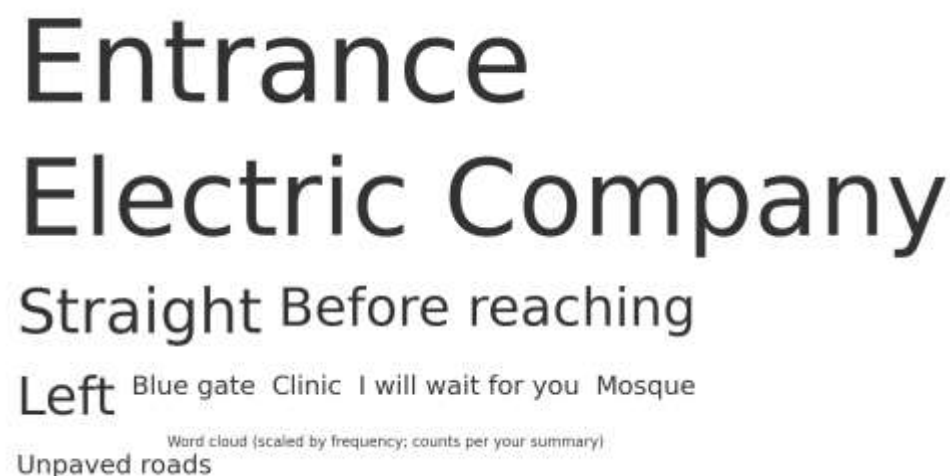 Entrance
Electric Company
Straight Before reaching
Left Blue gate Clinic I will wait for you Mosque
Word cloud (scaled by frequency; counts per your summary)
Unpaved roads